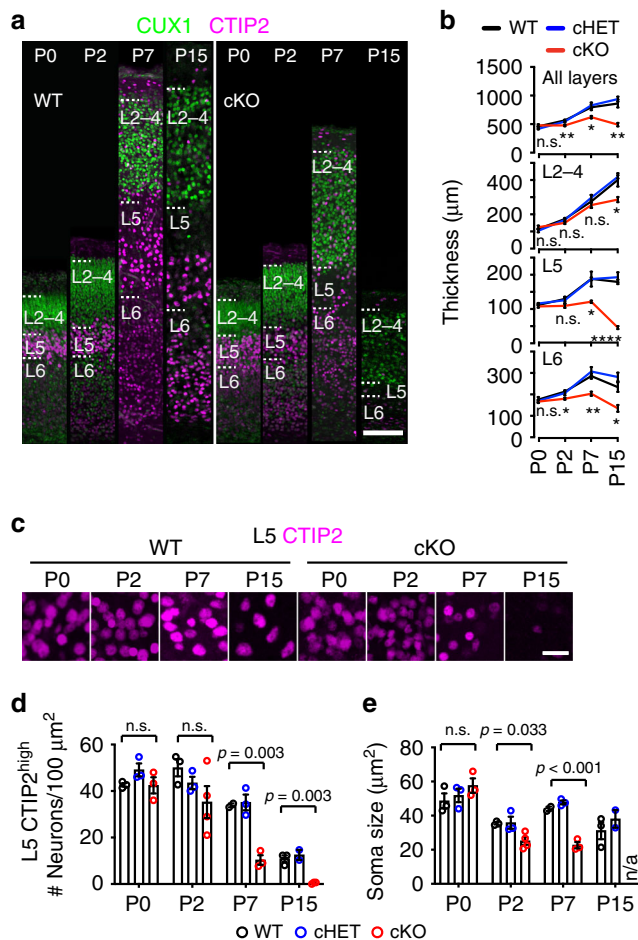 a
CUX1 CTIP2
P0 P2 P7 P15 P0 P2 P7 P15
WT
cKO
L2–4
L5
L6
L2–4
L5
L6
L2–4
L5
L6
L2–4
L5
L6
L2–4
L5
L6
L2–4
L5
L6
L2–4
L5
L6
L2–4
L5
L6
b
WT cHET
cKO
All layers
Thickness (μm)
1500
1000
500
0
n.s. ** * **
L2–4
400
200
0
n.s. n.s. n.s. *
L5
200
100
0
n.s. * ****
L6
400
200
0
n.s. * ** *
P0 P2 P7 P15
c
L5 CTIP2
WT cKO
P0 P2 P7 P15 P0 P2 P7 P15
d
L5 CTIP2high
# Neurons/100 μm2
60
40
20
0
n.s. n.s. p = 0.003 p = 0.003
P0 P2 P7 P15
e
Soma size (μm2)
80
60
40
20
0
n.s. p = 0.033 p < 0.001
n/a
P0 P2 P7 P15
WT cHET cKO